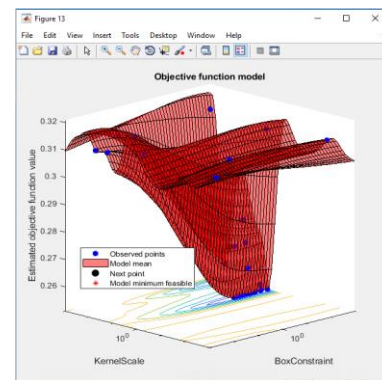 Figure 13
File Edit View Insert Tools Desktop Window Help
Objective function model
0.32
0.31
0.3
0.29
0.28
0.27
0.26
Estimated objective function value
Observed points
Model mean
Next point
Model minimum feasible
10⁰
10⁰
KernelScale
BoxConstraint